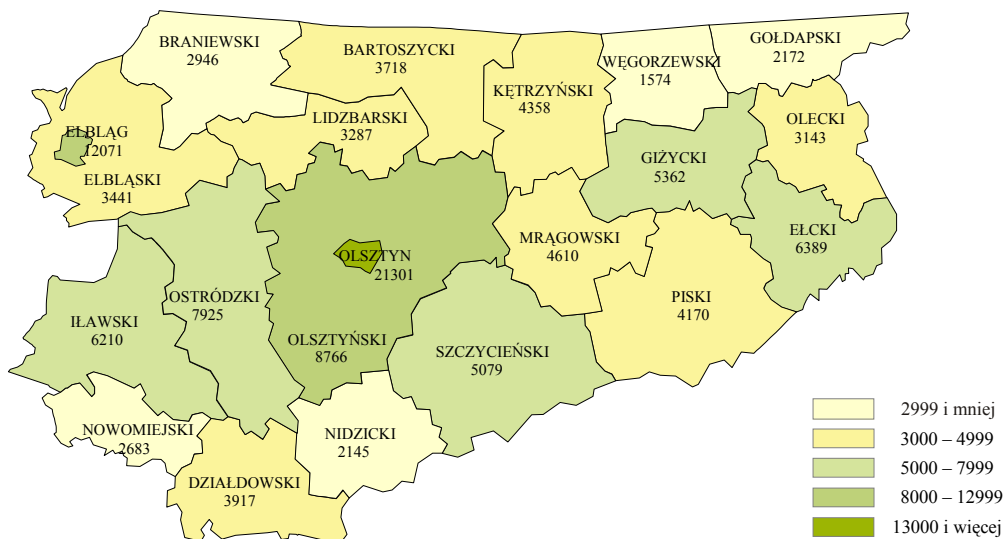 BRANIEWSKI
2946
BARTOSZYCKI
3718
GOŁDAPSKI
2172
WĘGORZEWSKI
1574
KĘTRZYŃSKI
4358
LIDZBARSKI
3287
OLECKI
3143
ELBLĄG
12071
ELBLĄSKI
3441
GIŻYCKI
5362
EŁCKI
6389
MRĄGOWSKI
4610
OLSZTYN
21301
OSTRÓDZKI
7925
PISKI
4170
IŁAWSKI
6210
OLSZTYŃSKI
8766
SZCZYCIEŃSKI
5079
NOWOMIEJSKI
2683
NIDZICKI
2145
DZIAŁDOWSKI
3917
2999 i mniej
3000 – 4999
5000 – 7999
8000 – 12999
13000 i więcej